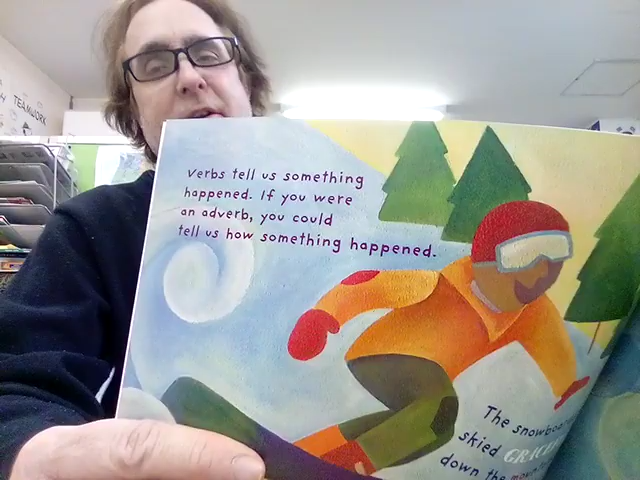 TEAMWORK
Verbs tell us something
happened. If you were
an adverb, you could
tell us how something happened.
The
skied
down the